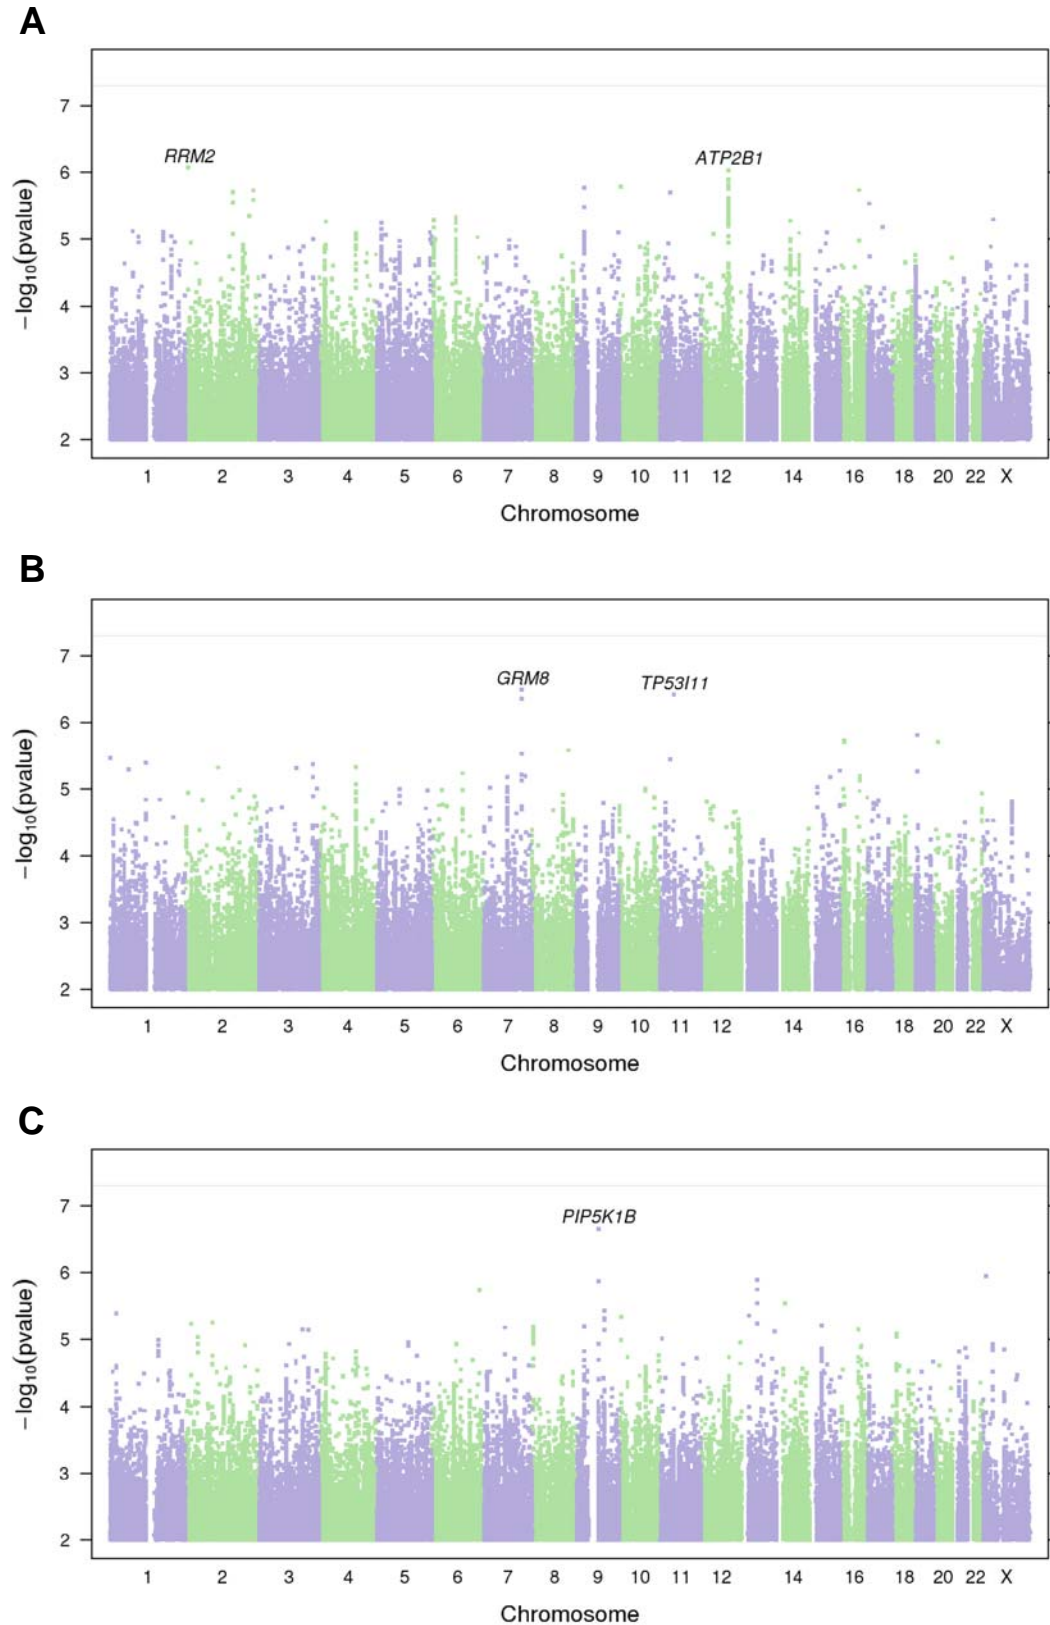 A
RRM2
ATP2B1
7
6
5
4
3
2
−log10(pvalue)
1 2 3 4 5 6 7 8 9 10 11 12 14 16 18 20 22 X
Chromosome
B
GRM8
TP53I11
7
6
5
4
3
2
−log10(pvalue)
1 2 3 4 5 6 7 8 9 10 11 12 14 16 18 20 22 X
Chromosome
C
PIP5K1B
7
6
5
4
3
2
−log10(pvalue)
1 2 3 4 5 6 7 8 9 10 11 12 14 16 18 20 22 X
Chromosome